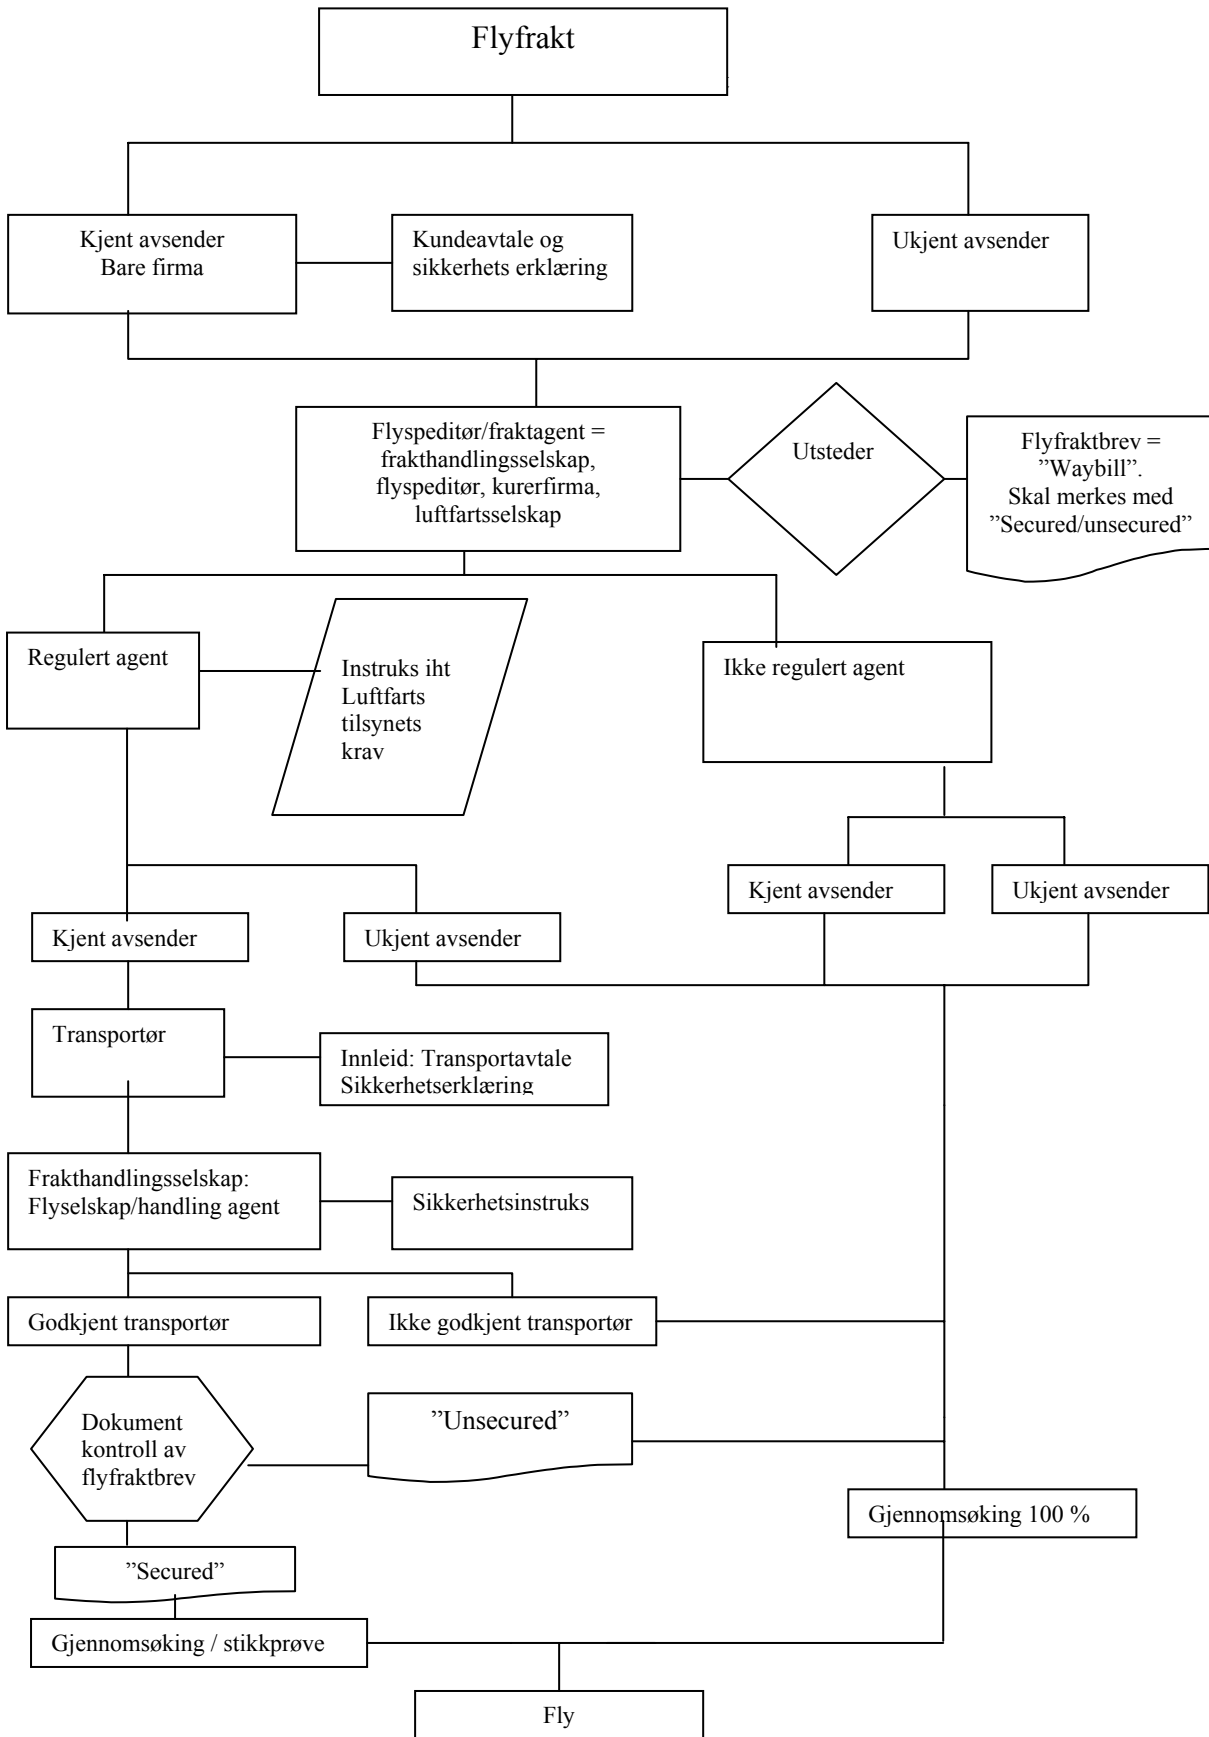 Flyfrakt
Kjent avsender
Bare firma
Kundeavtale og
sikkerhets erklæring
Ukjent avsender
Flyspeditør/fraktagent =
frakthandlingsselskap,
flyspeditør, kurerfirma,
luftfartsselskap
Utsteder
Flyfraktbrev =
”Waybill”.
Skal merkes med
”Secured/unsecured”
Regulert agent
Instruks iht
Luftfarts
tilsynets
krav
Ikke regulert agent
Kjent avsender
Ukjent avsender
Kjent avsender
Ukjent avsender
Transportør
Innleid: Transportavtale
Sikkerhetserklæring
Frakthandlingsselskap:
Flyselskap/handling agent
Sikkerhetsinstruks
Godkjent transportør
Ikke godkjent transportør
Dokument
kontroll av
flyfraktbrev
”Unsecured”
Gjennomsøking 100 %
”Secured”
Gjennomsøking / stikkprøve
Fly